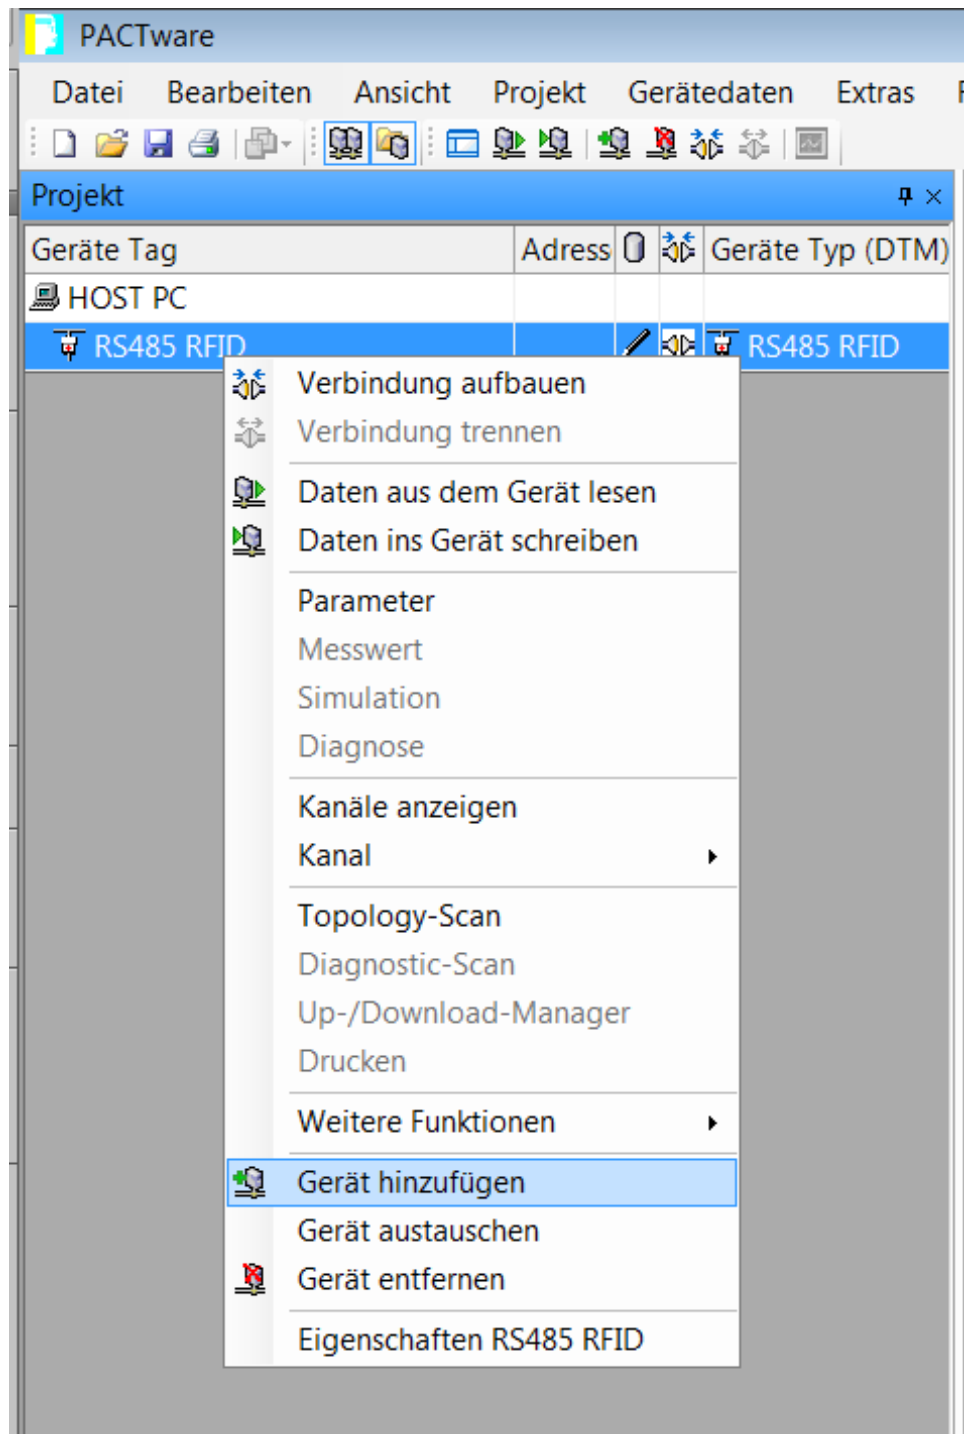 PACTware
Datei Bearbeiten Ansicht Projekt Gerätedaten Extras
Projekt
Geräte Tag Adress Geräte Typ (DTM)
HOST PC
RS485 RFID RS485 RFID
Verbindung aufbauen
Verbindung trennen
Daten aus dem Gerät lesen
Daten ins Gerät schreiben
Parameter
Messwert
Simulation
Diagnose
Kanäle anzeigen
Kanal
Topology-Scan
Diagnostic-Scan
Up-/Download-Manager
Drucken
Weitere Funktionen
Gerät hinzufügen
Gerät austauschen
Gerät entfernen
Eigenschaften RS485 RFID